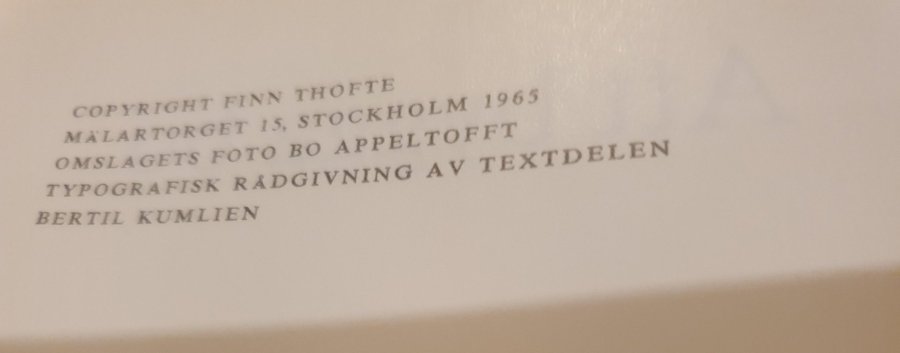 COPYRIGHT FINN THOFTE
MÄLARTORGET 15, STOCKHOLM 1965
OMSLAGETS FOTO BO APPELTOFFT
TYPOGRAFISK RÅDGIVNING AV TEXTDELEN
BERTIL KUMLIEN